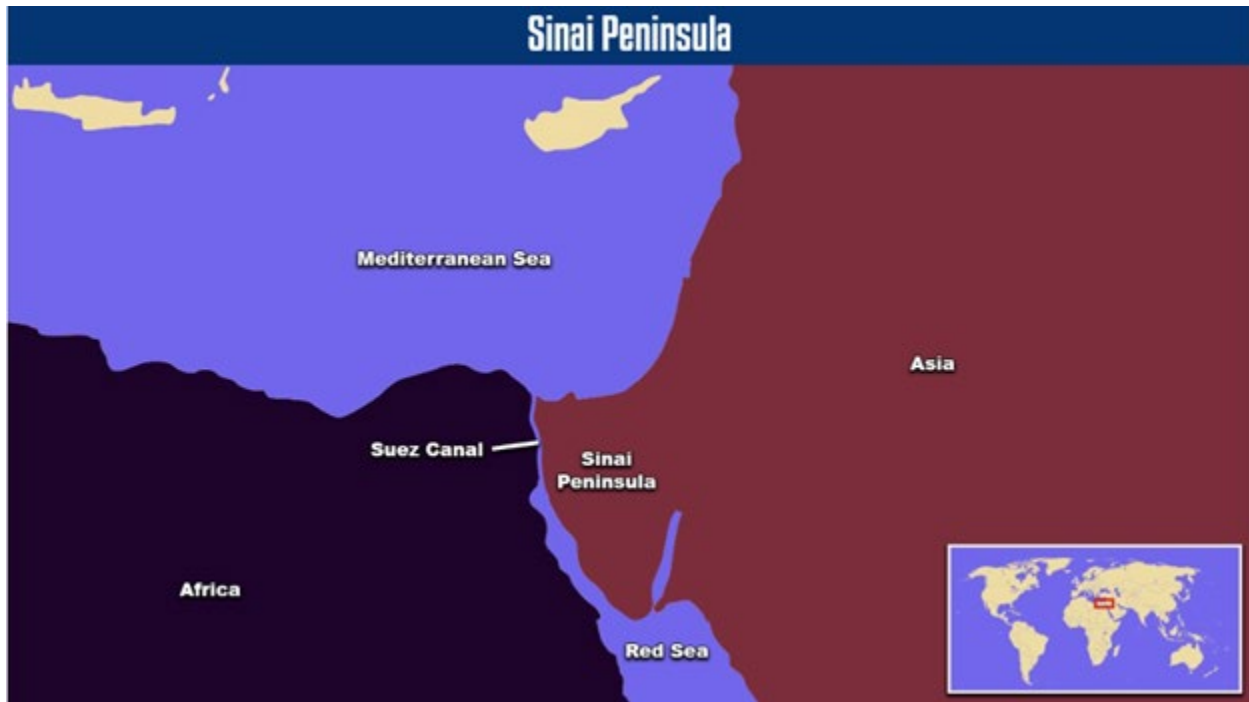 Sinai Peninsula
Mediterranean Sea
Asia
Suez Canal
Sinai
Peninsula
Africa
Red Sea